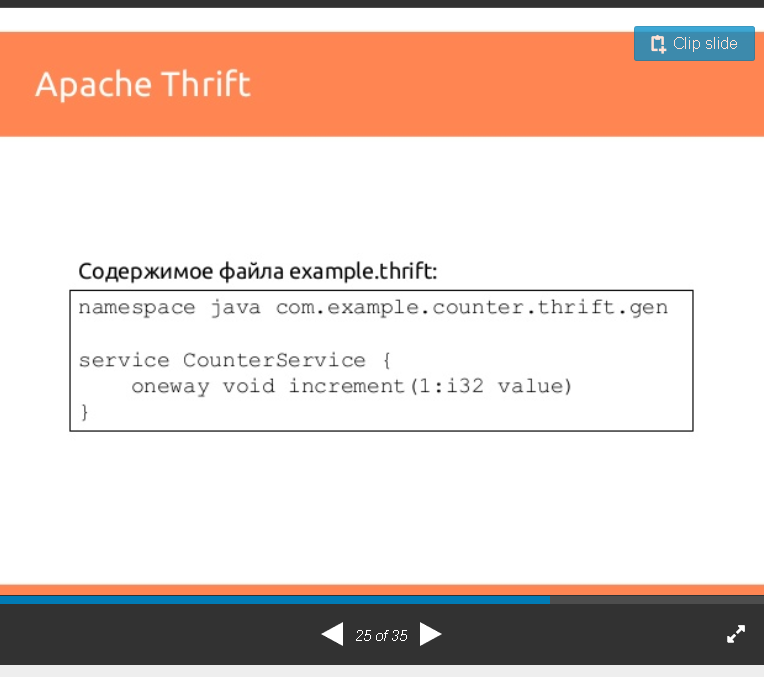 Clip slide
Apache Thrift
Содержимое файла example.thrift:
namespace java com.example.counter.thrift.gen
service CounterService {
    oneway void increment(1:i32 value)
}
25 of 35